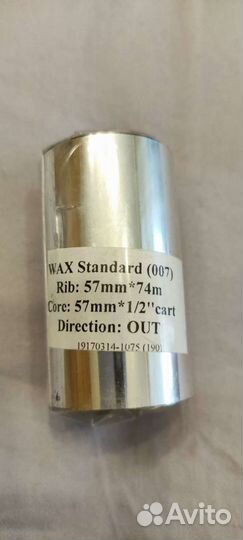 WAX Standard (007)
Rib: 57mm*74m
Core: 57mm*1/2"cart
Direction: OUT
19170314-1075 (190)
Avito